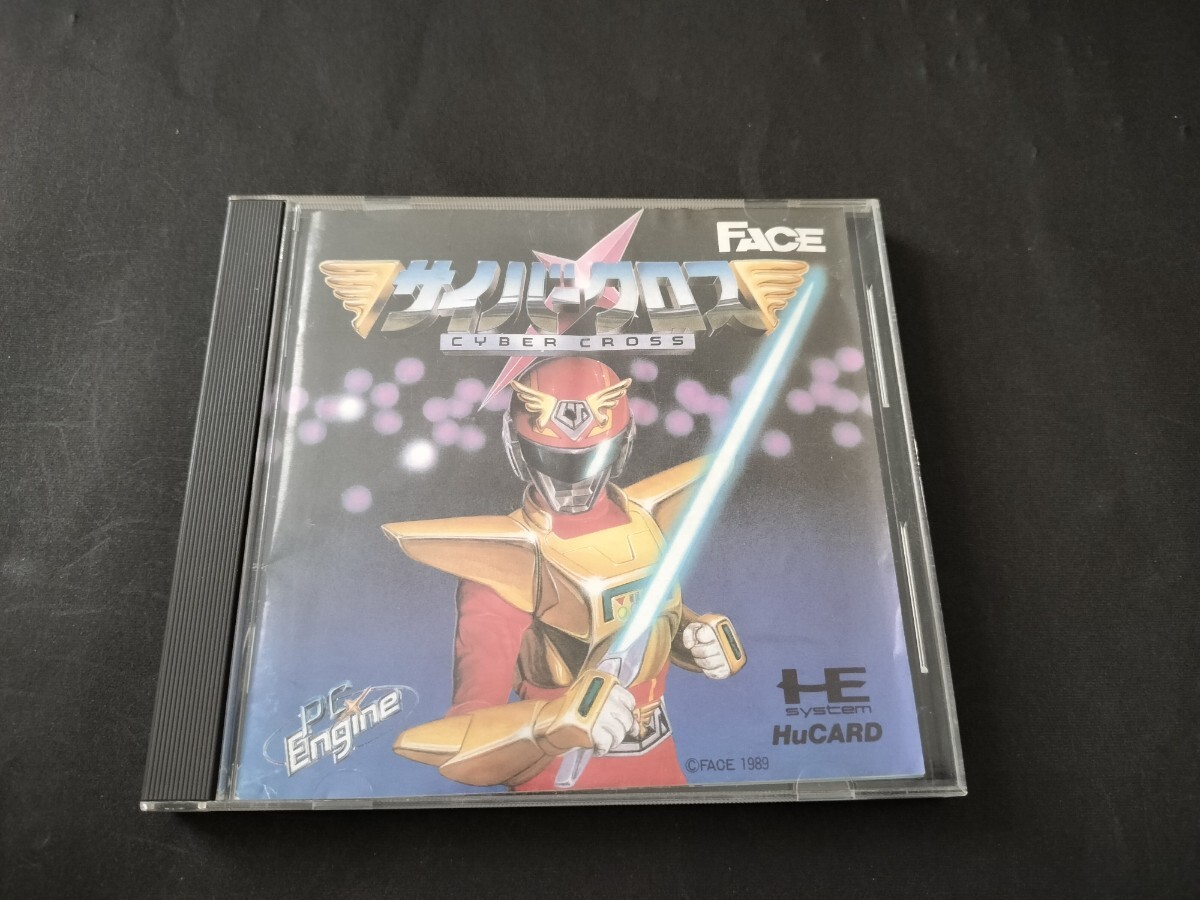 FACE
サイバークロス
CYBER CROSS
PC Engine
HE system
HuCARD
©FACE 1989